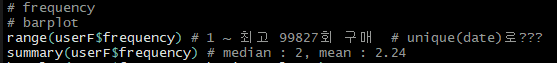 # frequency
# barplot
range(userF$frequency) # 1 ~ 최고 99827회 구매  # unique(date)로???
summary(userF$frequency) # median : 2, mean : 2.24